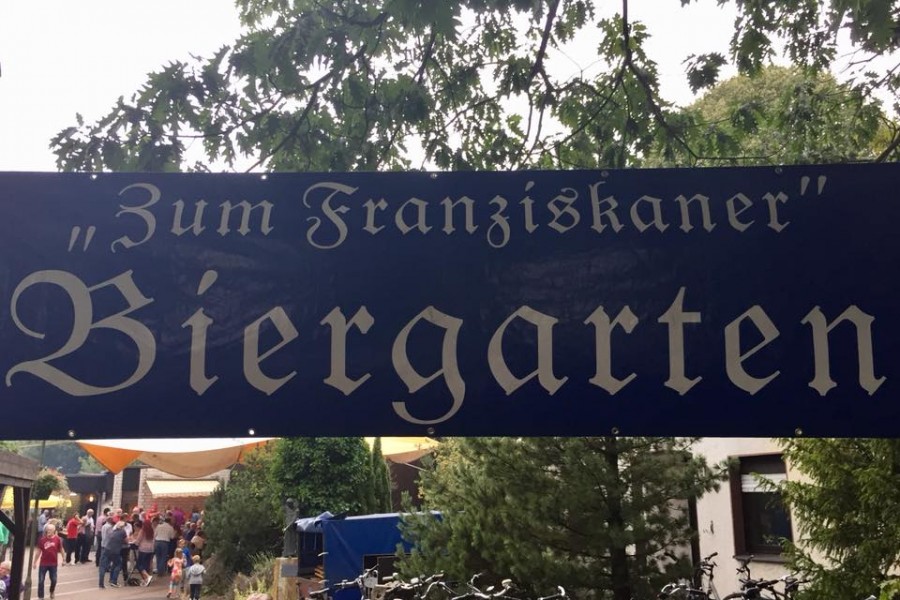 „Zum Franziskaner"
Biergarten